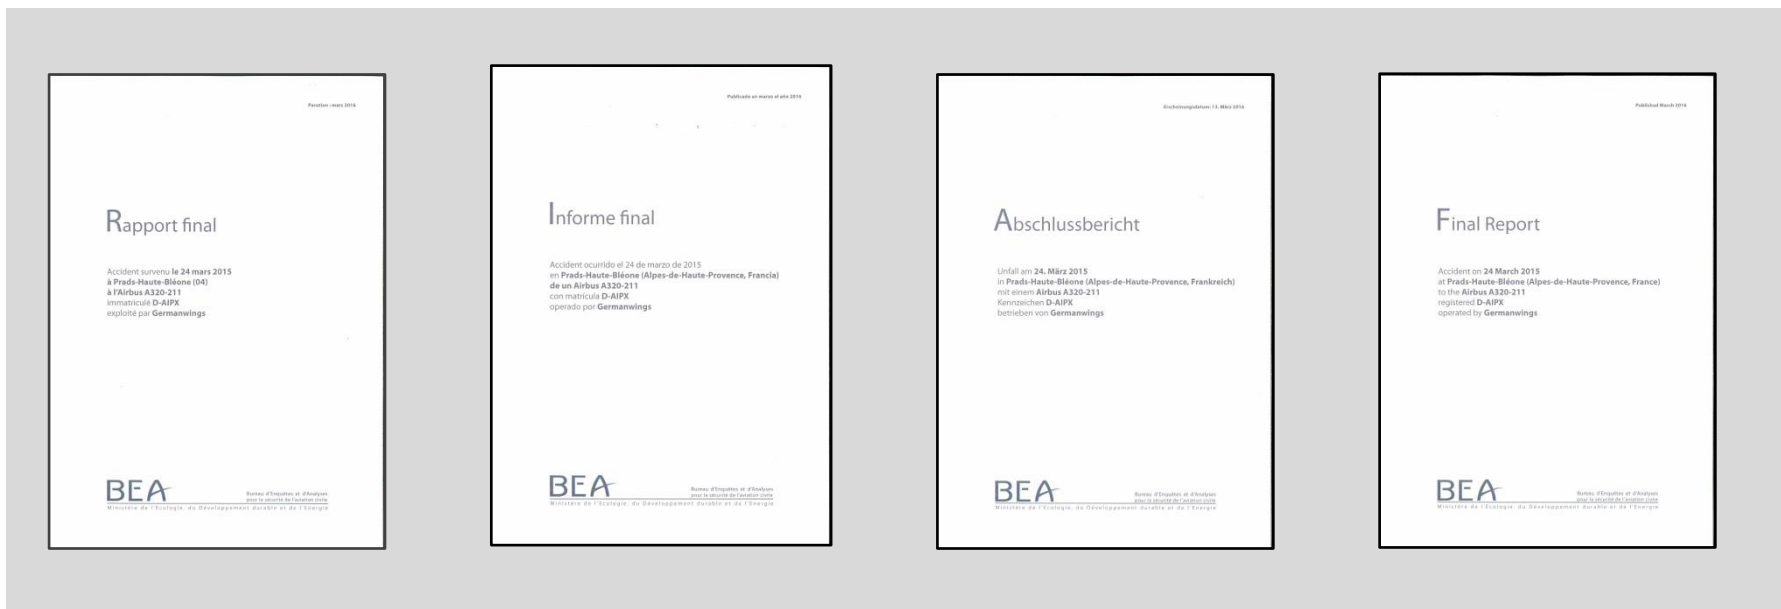 Parution : mars 2016
Rapport final
Accident survenu le 24 mars 2015
à Prads-Haute-Bléone (04)
à l'Airbus A320-211
immatriculé D-AIPX
exploité par Germanwings
BEA
Bureau d'Enquêtes et d'Analyses
pour la sécurité de l'aviation civile
Ministère de l'Ecologie, du Développement durable et de l'Energie
Publicado en marzo el año 2016
Informe final
Accident ocurrido el 24 de marzo de 2015
en Prads-Haute-Bléone (Alpes-de-Haute-Provence, Francia)
de un Airbus A320-211
con matrícula D-AIPX
operado por Germanwings
BEA
Bureau d'Enquêtes et d'Analyses
pour la sécurité de l'aviation civile
Ministère de l'Ecologie, du Développement durable et de l'Energie
Erscheinungsdatum: 13. März 2016
Abschlussbericht
Unfall am 24. März 2015
in Prads-Haute-Bléone (Alpes-de-Haute-Provence, Frankreich)
mit einem Airbus A320-211
Kennzeichen D-AIPX
betrieben von Germanwings
BEA
Bureau d'Enquêtes et d'Analyses
pour la sécurité de l'aviation civile
Ministère de l'Ecologie, du Développement durable et de l'Energie
Published March 2016
Final Report
Accident on 24 March 2015
at Prads-Haute-Bléone (Alpes-de-Haute-Provence, France)
to the Airbus A320-211
registered D-AIPX
operated by Germanwings
BEA
Bureau d'Enquêtes et d'Analyses
pour la sécurité de l'aviation civile
Ministère de l'Ecologie, du Développement durable et de l'Energie